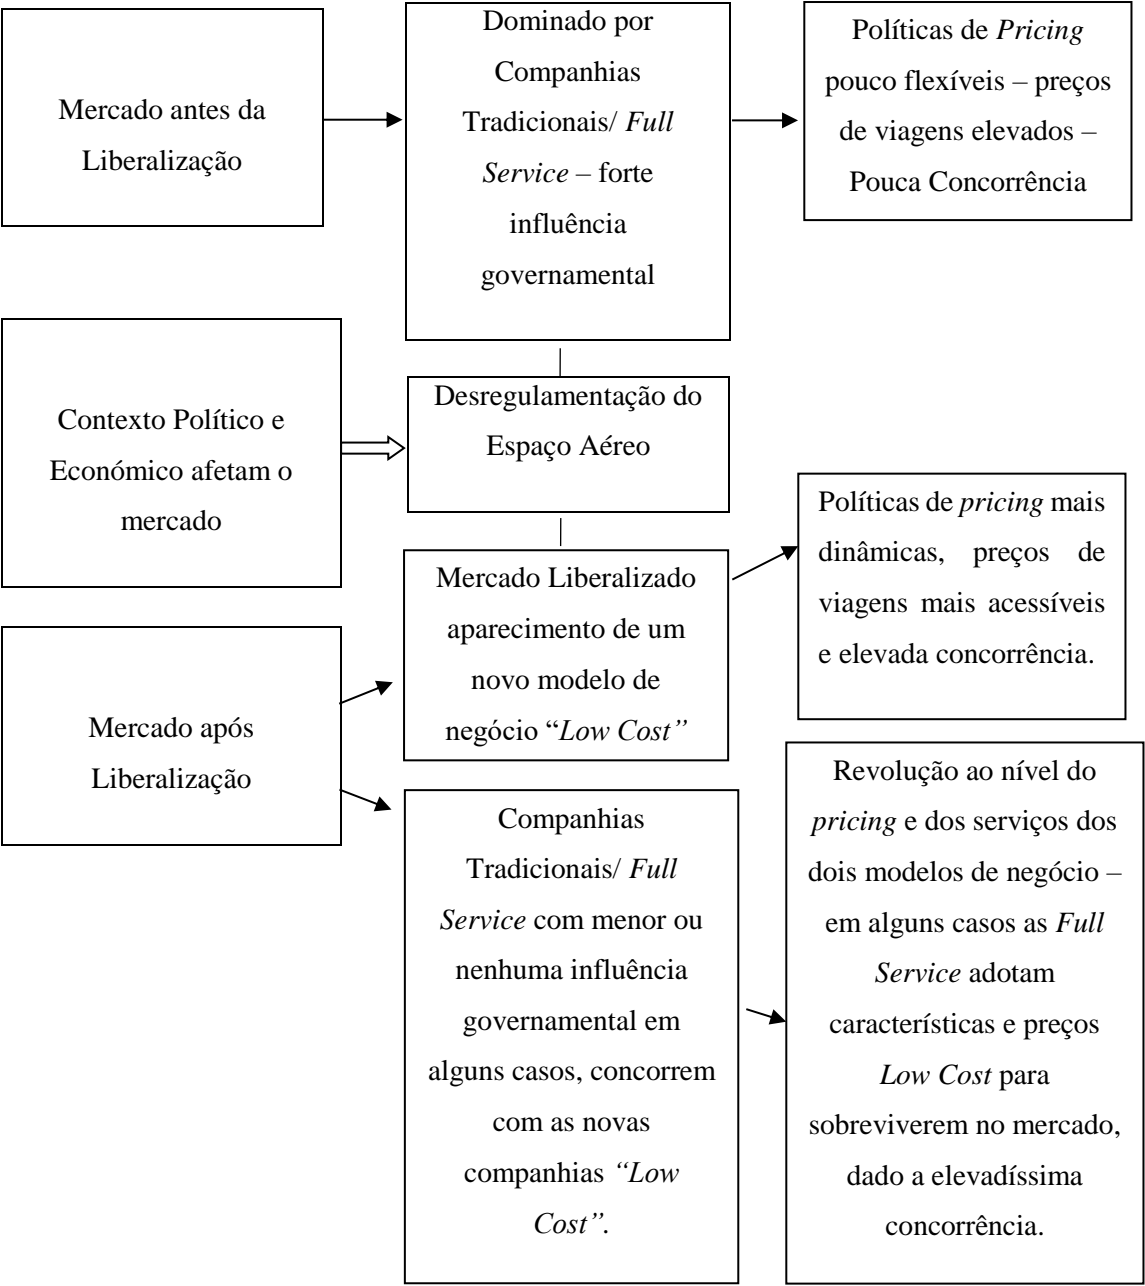 Mercado antes da
Liberalização
Dominado por
Companhias
Tradicionais/ Full
Service – forte
influência
governamental
Políticas de Pricing
pouco flexíveis – preços
de viagens elevados –
Pouca Concorrência
Contexto Político e
Económico afetam o
mercado
Desregulamentação do
Espaço Aéreo
Mercado após
Liberalização
Mercado Liberalizado
aparecimento de um
novo modelo de
negócio “Low Cost”
Políticas de pricing mais
dinâmicas, preços de
viagens mais acessíveis
e elevada concorrência.
Companhias
Tradicionais/ Full
Service com menor ou
nenhuma influência
governamental em
alguns casos, concorrem
com as novas
companhias “Low
Cost”.
Revolução ao nível do
pricing e dos serviços dos
dois modelos de negócio –
em alguns casos as Full
Service adotam
características e preços
Low Cost para
sobreviverem no mercado,
dado a elevadíssima
concorrência.